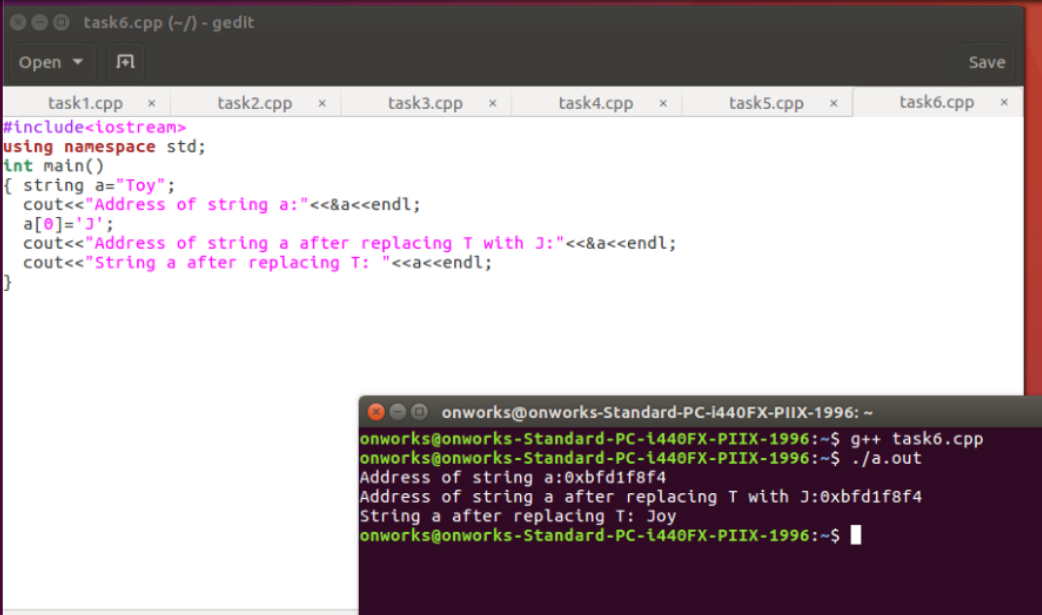 task6.cpp (~/) - gedit
Open Save
task1.cpp × task2.cpp × task3.cpp × task4.cpp × task5.cpp × task6.cpp ×
#include<iostream>
using namespace std;
int main()
{ string a="Toy";
  cout<<"Address of string a:"<<&a<<endl;
  a[0]='J';
  cout<<"Address of string a after replacing T with J:"<<&a<<endl;
  cout<<"String a after replacing T: "<<a<<endl;
}
onworks@onworks-Standard-PC-i440FX-PIIX-1996: ~
onworks@onworks-Standard-PC-i440FX-PIIX-1996:~$ g++ task6.cpp
onworks@onworks-Standard-PC-i440FX-PIIX-1996:~$ ./a.out
Address of string a:0xbfd1f8f4
Address of string a after replacing T with J:0xbfd1f8f4
String a after replacing T: Joy
onworks@onworks-Standard-PC-i440FX-PIIX-1996:~$